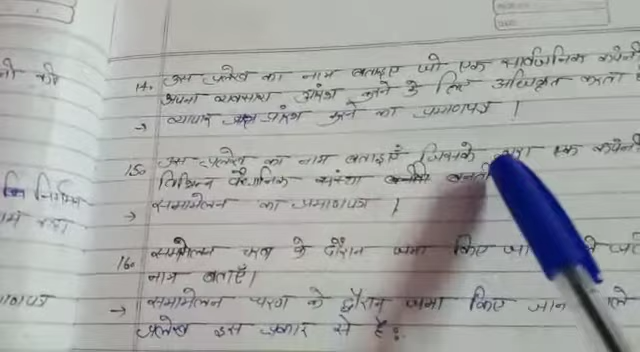 14. उस प्रलेख का नाम बताइए जो एक सार्वजनिक कंपनी
अपना व्यवसाय आरंभ करने के लिए अधिकृत करता
→ व्यापार प्रारंभ करने का प्रमाणपत्र ।
15. उस प्रलेख का नाम बताइएँ जिसके द्वारा एक कंपनी
विभिन्न वैधानिक संस्था बनती
→ समामेलन का प्रमाणपत्र ।
16. सम्मेलन चरण के दौरान जमा किए जा
नाम बताएँ।
→ समामेलन चरण के दौरान जमा किए जान
प्रलेख इस प्रकार से हैः